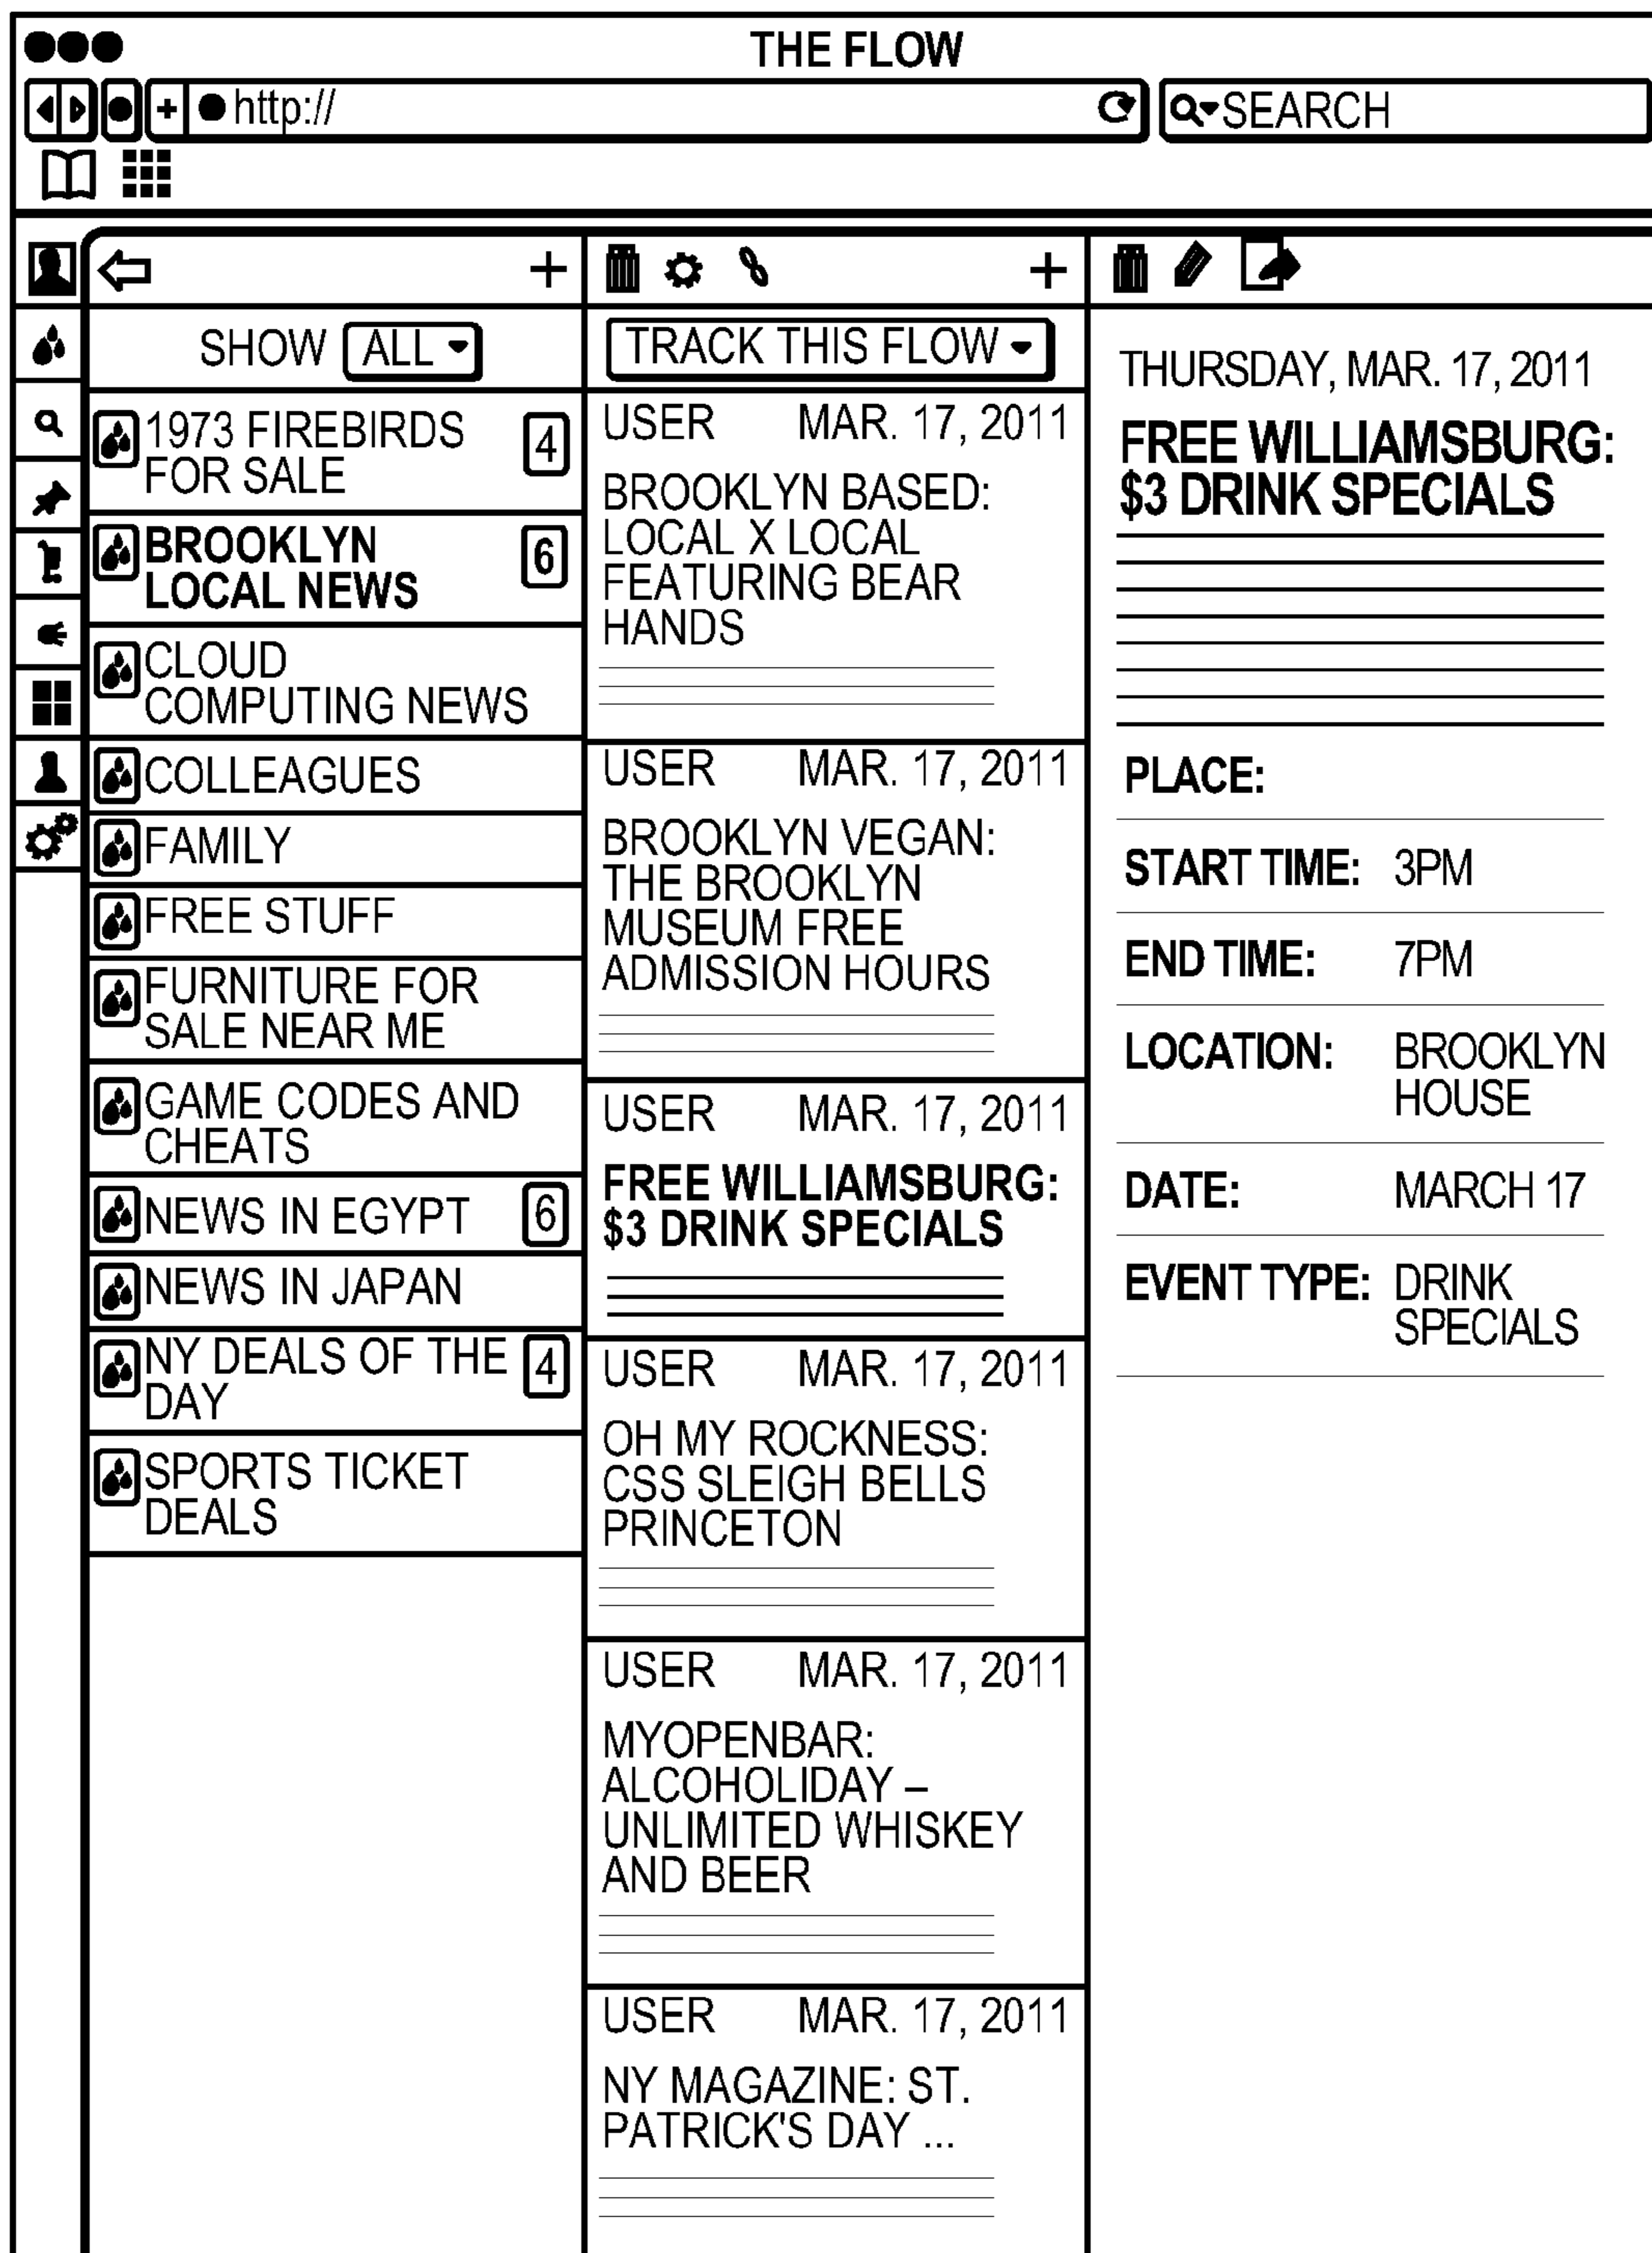 THE FLOW
http://
SEARCH
SHOW ALL
1973 FIREBIRDS
FOR SALE
4
BROOKLYN
LOCAL NEWS
6
CLOUD
COMPUTING NEWS
COLLEAGUES
FAMILY
FREE STUFF
FURNITURE FOR
SALE NEAR ME
GAME CODES AND
CHEATS
NEWS IN EGYPT 6
NEWS IN JAPAN
NY DEALS OF THE
DAY
4
SPORTS TICKET
DEALS
TRACK THIS FLOW
USER MAR. 17, 2011
BROOKLYN BASED:
LOCAL X LOCAL
FEATURING BEAR
HANDS
USER MAR. 17, 2011
BROOKLYN VEGAN:
THE BROOKLYN
MUSEUM FREE
ADMISSION HOURS
USER MAR. 17, 2011
FREE WILLIAMSBURG:
$3 DRINK SPECIALS
USER MAR. 17, 2011
OH MY ROCKNESS:
CSS SLEIGH BELLS
PRINCETON
USER MAR. 17, 2011
MYOPENBAR:
ALCOHOLIDAY –
UNLIMITED WHISKEY
AND BEER
USER MAR. 17, 2011
NY MAGAZINE: ST.
PATRICK'S DAY ...
THURSDAY, MAR. 17, 2011
FREE WILLIAMSBURG:
$3 DRINK SPECIALS
PLACE:
START TIME: 3PM
END TIME: 7PM
LOCATION: BROOKLYN
HOUSE
DATE: MARCH 17
EVENT TYPE: DRINK
SPECIALS